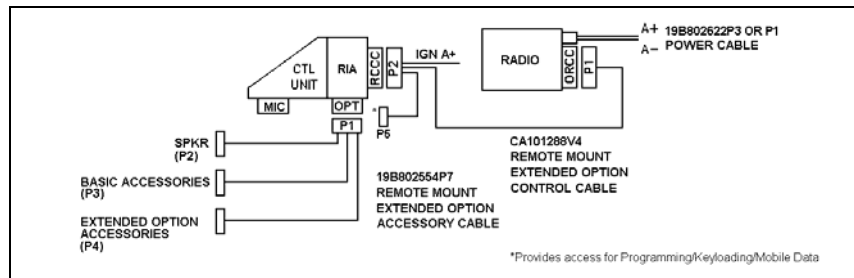 CTL
UNIT
RIA
RCCC
P2
IGN A+
MIC
OPT
P1
*
P5
SPKR
(P2)
BASIC ACCESSORIES
(P3)
EXTENDED OPTION
ACCESSORIES
(P4)
19B802554P7
REMOTE MOUNT
EXTENDED OPTION
ACCESSORY CABLE
RADIO
ORCC
P1
A+
A−
19B802622P3 OR P1
POWER CABLE
CA101288V4
REMOTE MOUNT
EXTENDED OPTION
CONTROL CABLE
*Provides access for Programming/Keyloading/Mobile Data